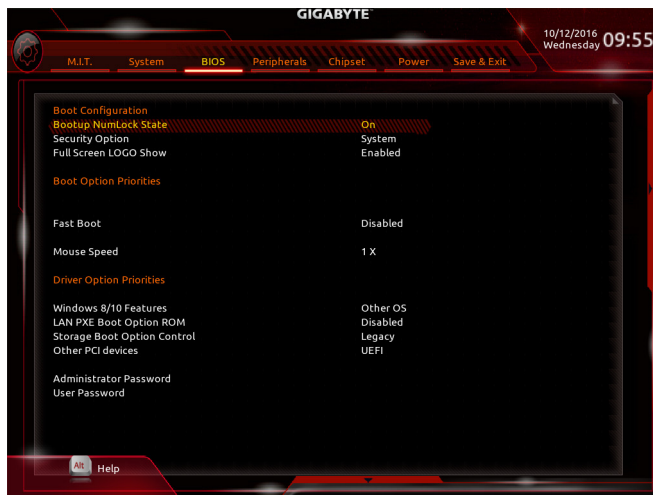 GIGABYTE™
10/12/2016
Wednesday
09:55
M.I.T. System BIOS Peripherals Chipset Power Save & Exit
Boot Configuration
Bootup NumLock State On
Security Option System
Full Screen LOGO Show Enabled
Boot Option Priorities
Fast Boot Disabled
Mouse Speed 1 X
Driver Option Priorities
Windows 8/10 Features Other OS
LAN PXE Boot Option ROM Disabled
Storage Boot Option Control Legacy
Other PCI devices UEFI
Administrator Password
User Password
Alt Help